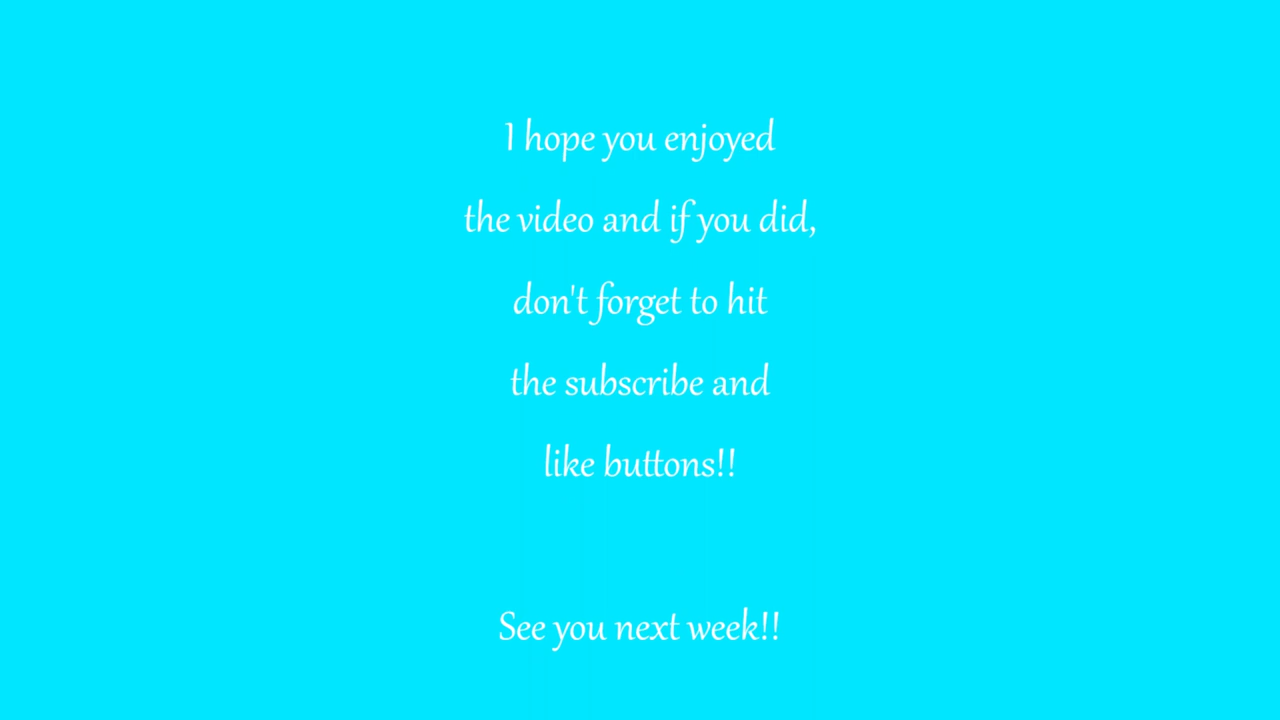 I hope you enjoyed
the video and if you did,
don't forget to hit
the subscribe and
like buttons!!
See you next week!!